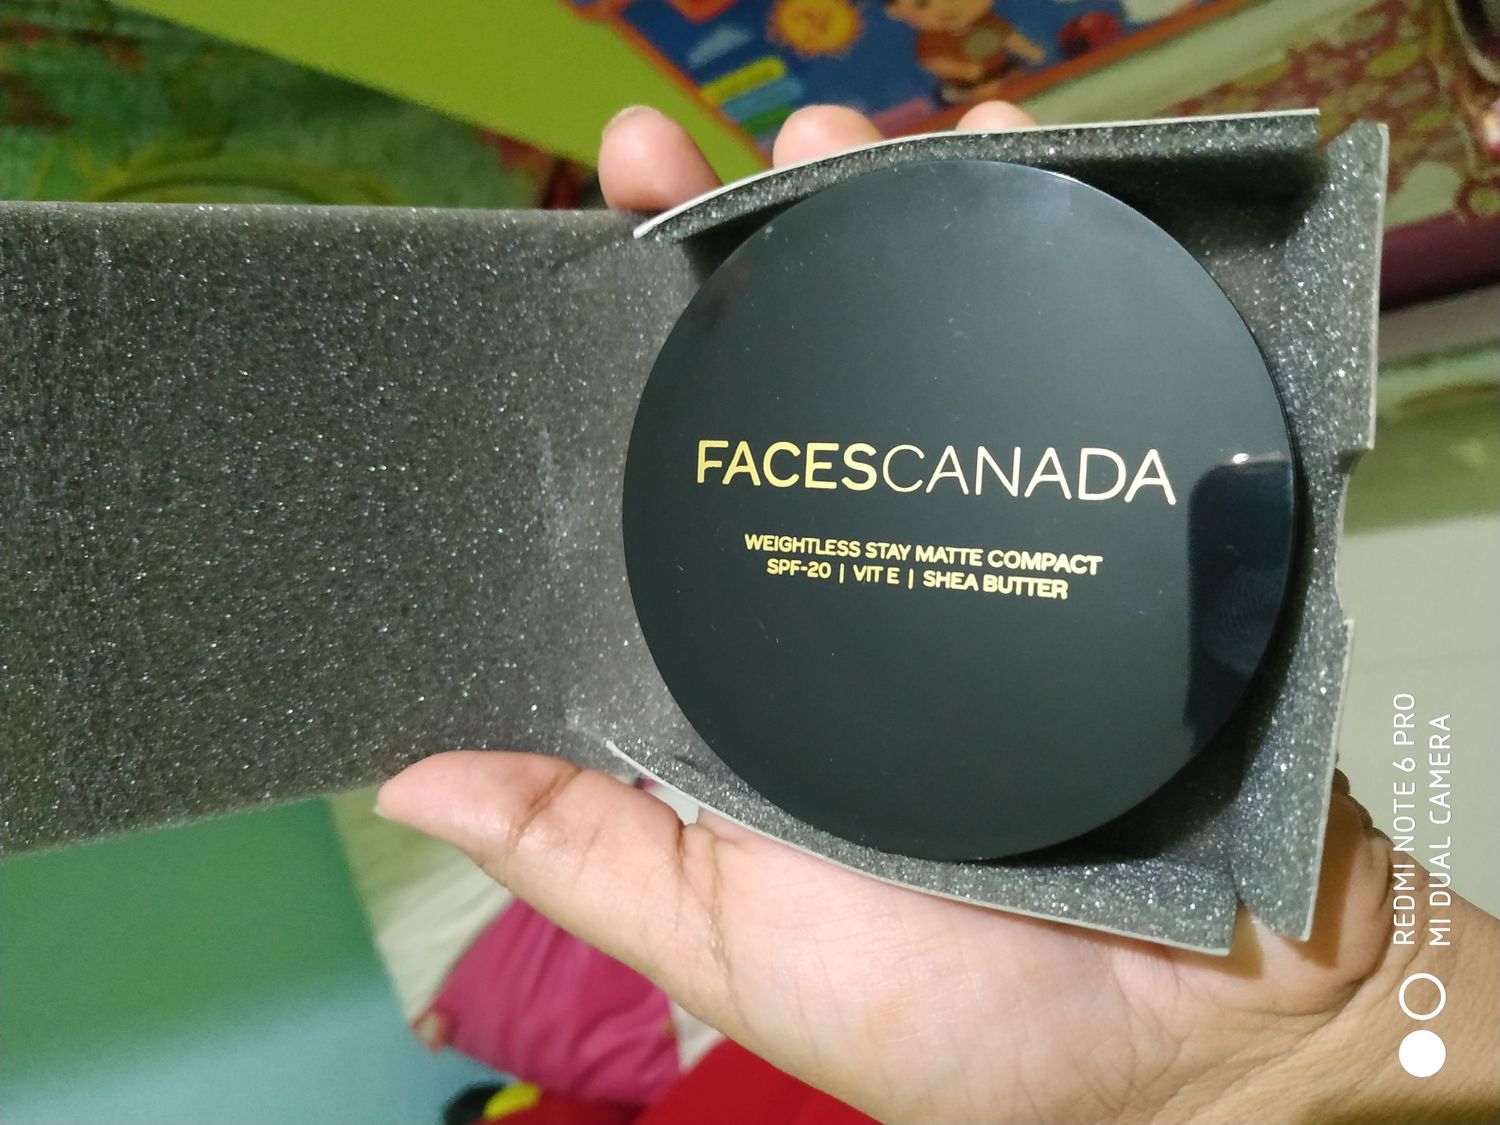 FACESCANADA
WEIGHTLESS STAY MATTE COMPACT
SPF-20 | VIT E | SHEA BUTTER
REDMI NOTE 6 PRO
MI DUAL CAMERA